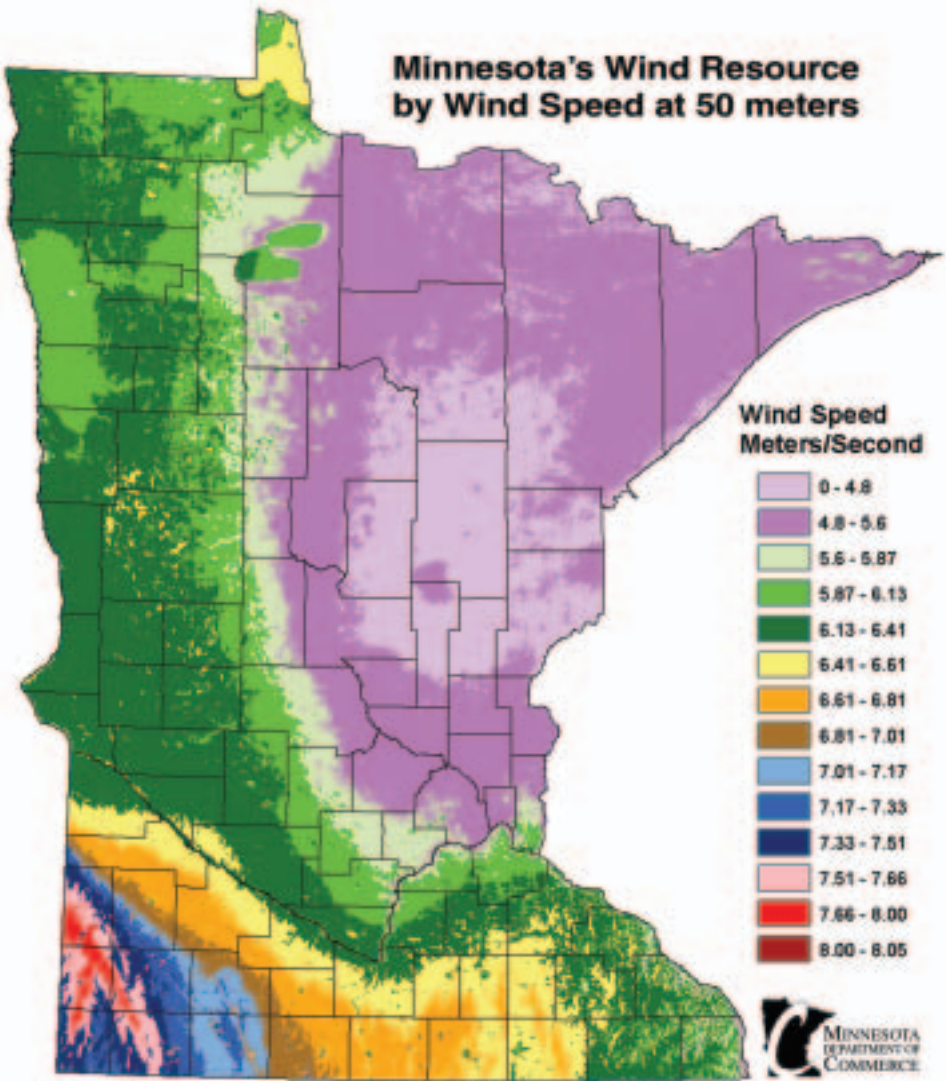 Minnesota's Wind Resource
by Wind Speed at 50 meters
Wind Speed
Meters/Second
0 - 4.8
4.8 - 5.6
5.6 - 5.87
5.87 - 6.13
6.13 - 6.41
6.41 - 6.61
6.61 - 6.81
6.81 - 7.01
7.01 - 7.17
7.17 - 7.33
7.33 - 7.51
7.51 - 7.66
7.66 - 8.00
8.00 - 8.05
MINNESOTA
DEPARTMENT OF
COMMERCE